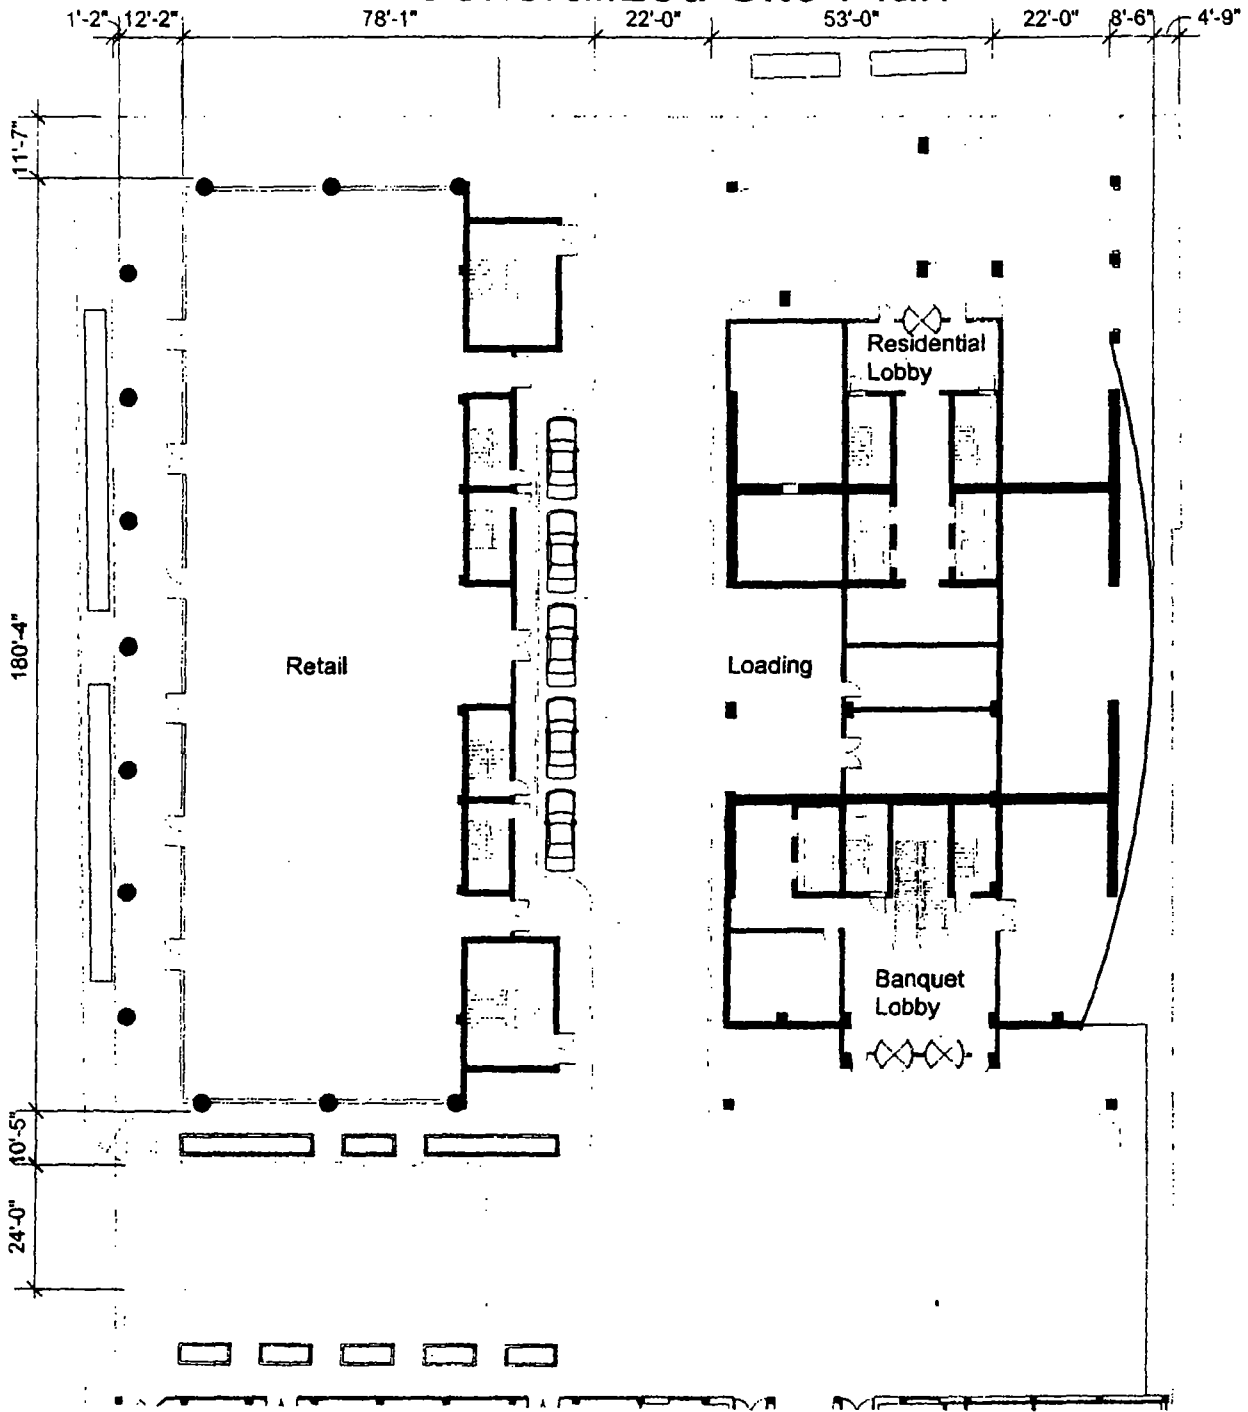 1'-2" 12'-2" 78'-1" 22'-0" 53'-0" 22'-0" 8'-6" 4'-9"
11'-7"
180'-4"
10'-5"
24'-0"
Residential
Lobby
Retail
Loading
Banquet
Lobby